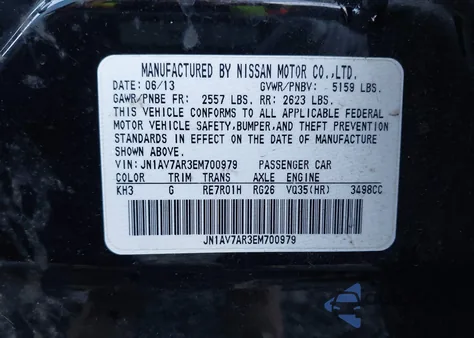 MANUFACTURED BY NISSAN MOTOR CO.,LTD.
DATE: 06/13 GVWR/PNBV: 5159 LBS.
GAWR/PNBE FR: 2557 LBS. RR: 2623 LBS.
THIS VEHICLE CONFORMS TO ALL APPLICABLE FEDERAL
MOTOR VEHICLE SAFETY,BUMPER,AND THEFT PREVENTION
STANDARDS IN EFFECT ON THE DATE OF MANUFACTURE
SHOWN ABOVE.
VIN: JN1AV7AR3EM700979 PASSENGER CAR
COLOR TRIM TRANS AXLE ENGINE
KH3 G RE7R01H RG26 VQ35(HR) 3498CC
JN1AV7AR3EM700979